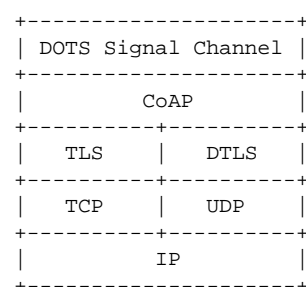 +---------------------+
| DOTS Signal Channel |
+---------------------+
|         CoAP        |
+----------+----------+
|   TLS    |   DTLS   |
+----------+----------+
|   TCP    |   UDP    |
+----------+----------+
|          IP         |
+---------------------+